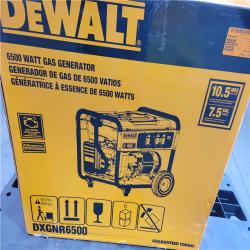 DEWALT
6500 WATT GAS GENERATOR
GENERADOR DE GAS DE 6500 VATIOS
GÉNÉRATRICE À ESSENCE DE 6500 WATTS
10.5
7.5
DXGNR6500
GUARANTEED TOUGH